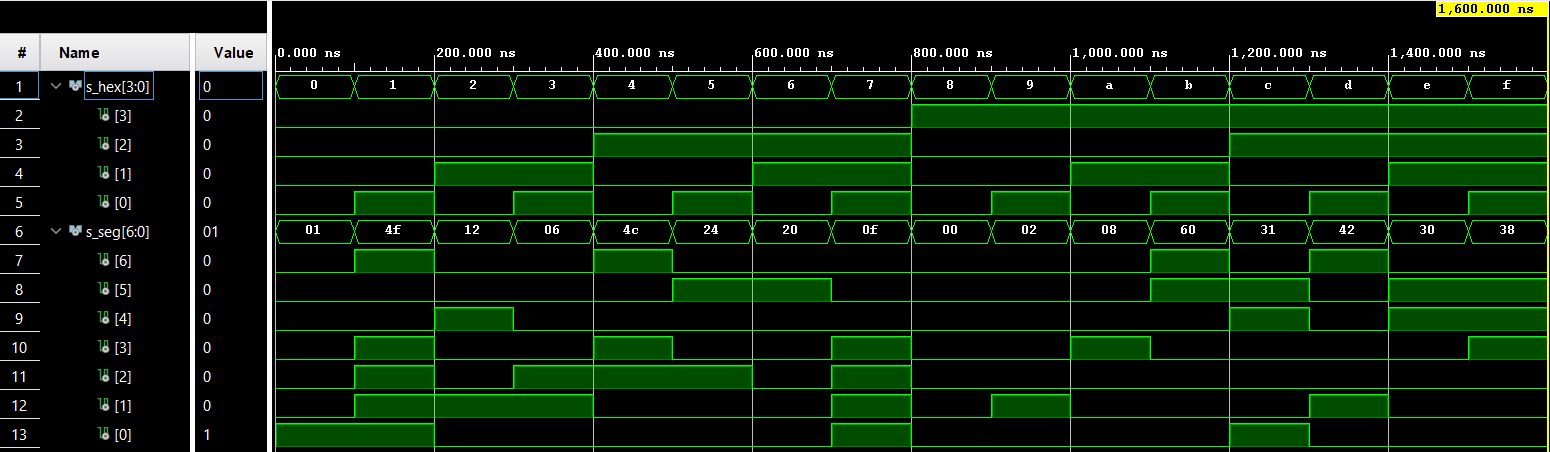 1,600.000 ns
# Name Value 0.000 ns 200.000 ns 400.000 ns 600.000 ns 800.000 ns 1,000.000 ns 1,200.000 ns 1,400.000 ns
1 s_hex[3:0] 0 0 1 2 3 4 5 6 7 8 9 a b c d e f
2 [3] 0
3 [2] 0
4 [1] 0
5 [0] 0
6 s_seg[6:0] 01 01 4f 12 06 4c 24 20 0f 00 02 08 60 31 42 30 38
7 [6] 0
8 [5] 0
9 [4] 0
10 [3] 0
11 [2] 0
12 [1] 0
13 [0] 1